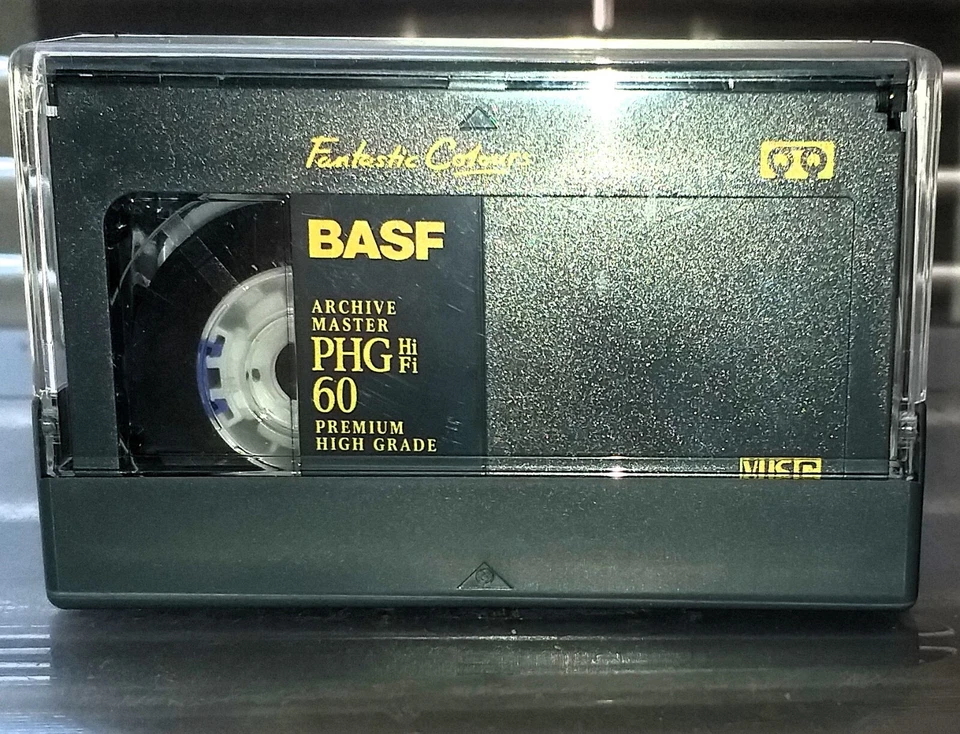 Fantastic Colours
BASF
ARCHIVE
MASTER
PHG Hi
Fi
60
PREMIUM
HIGH GRADE
VHS C